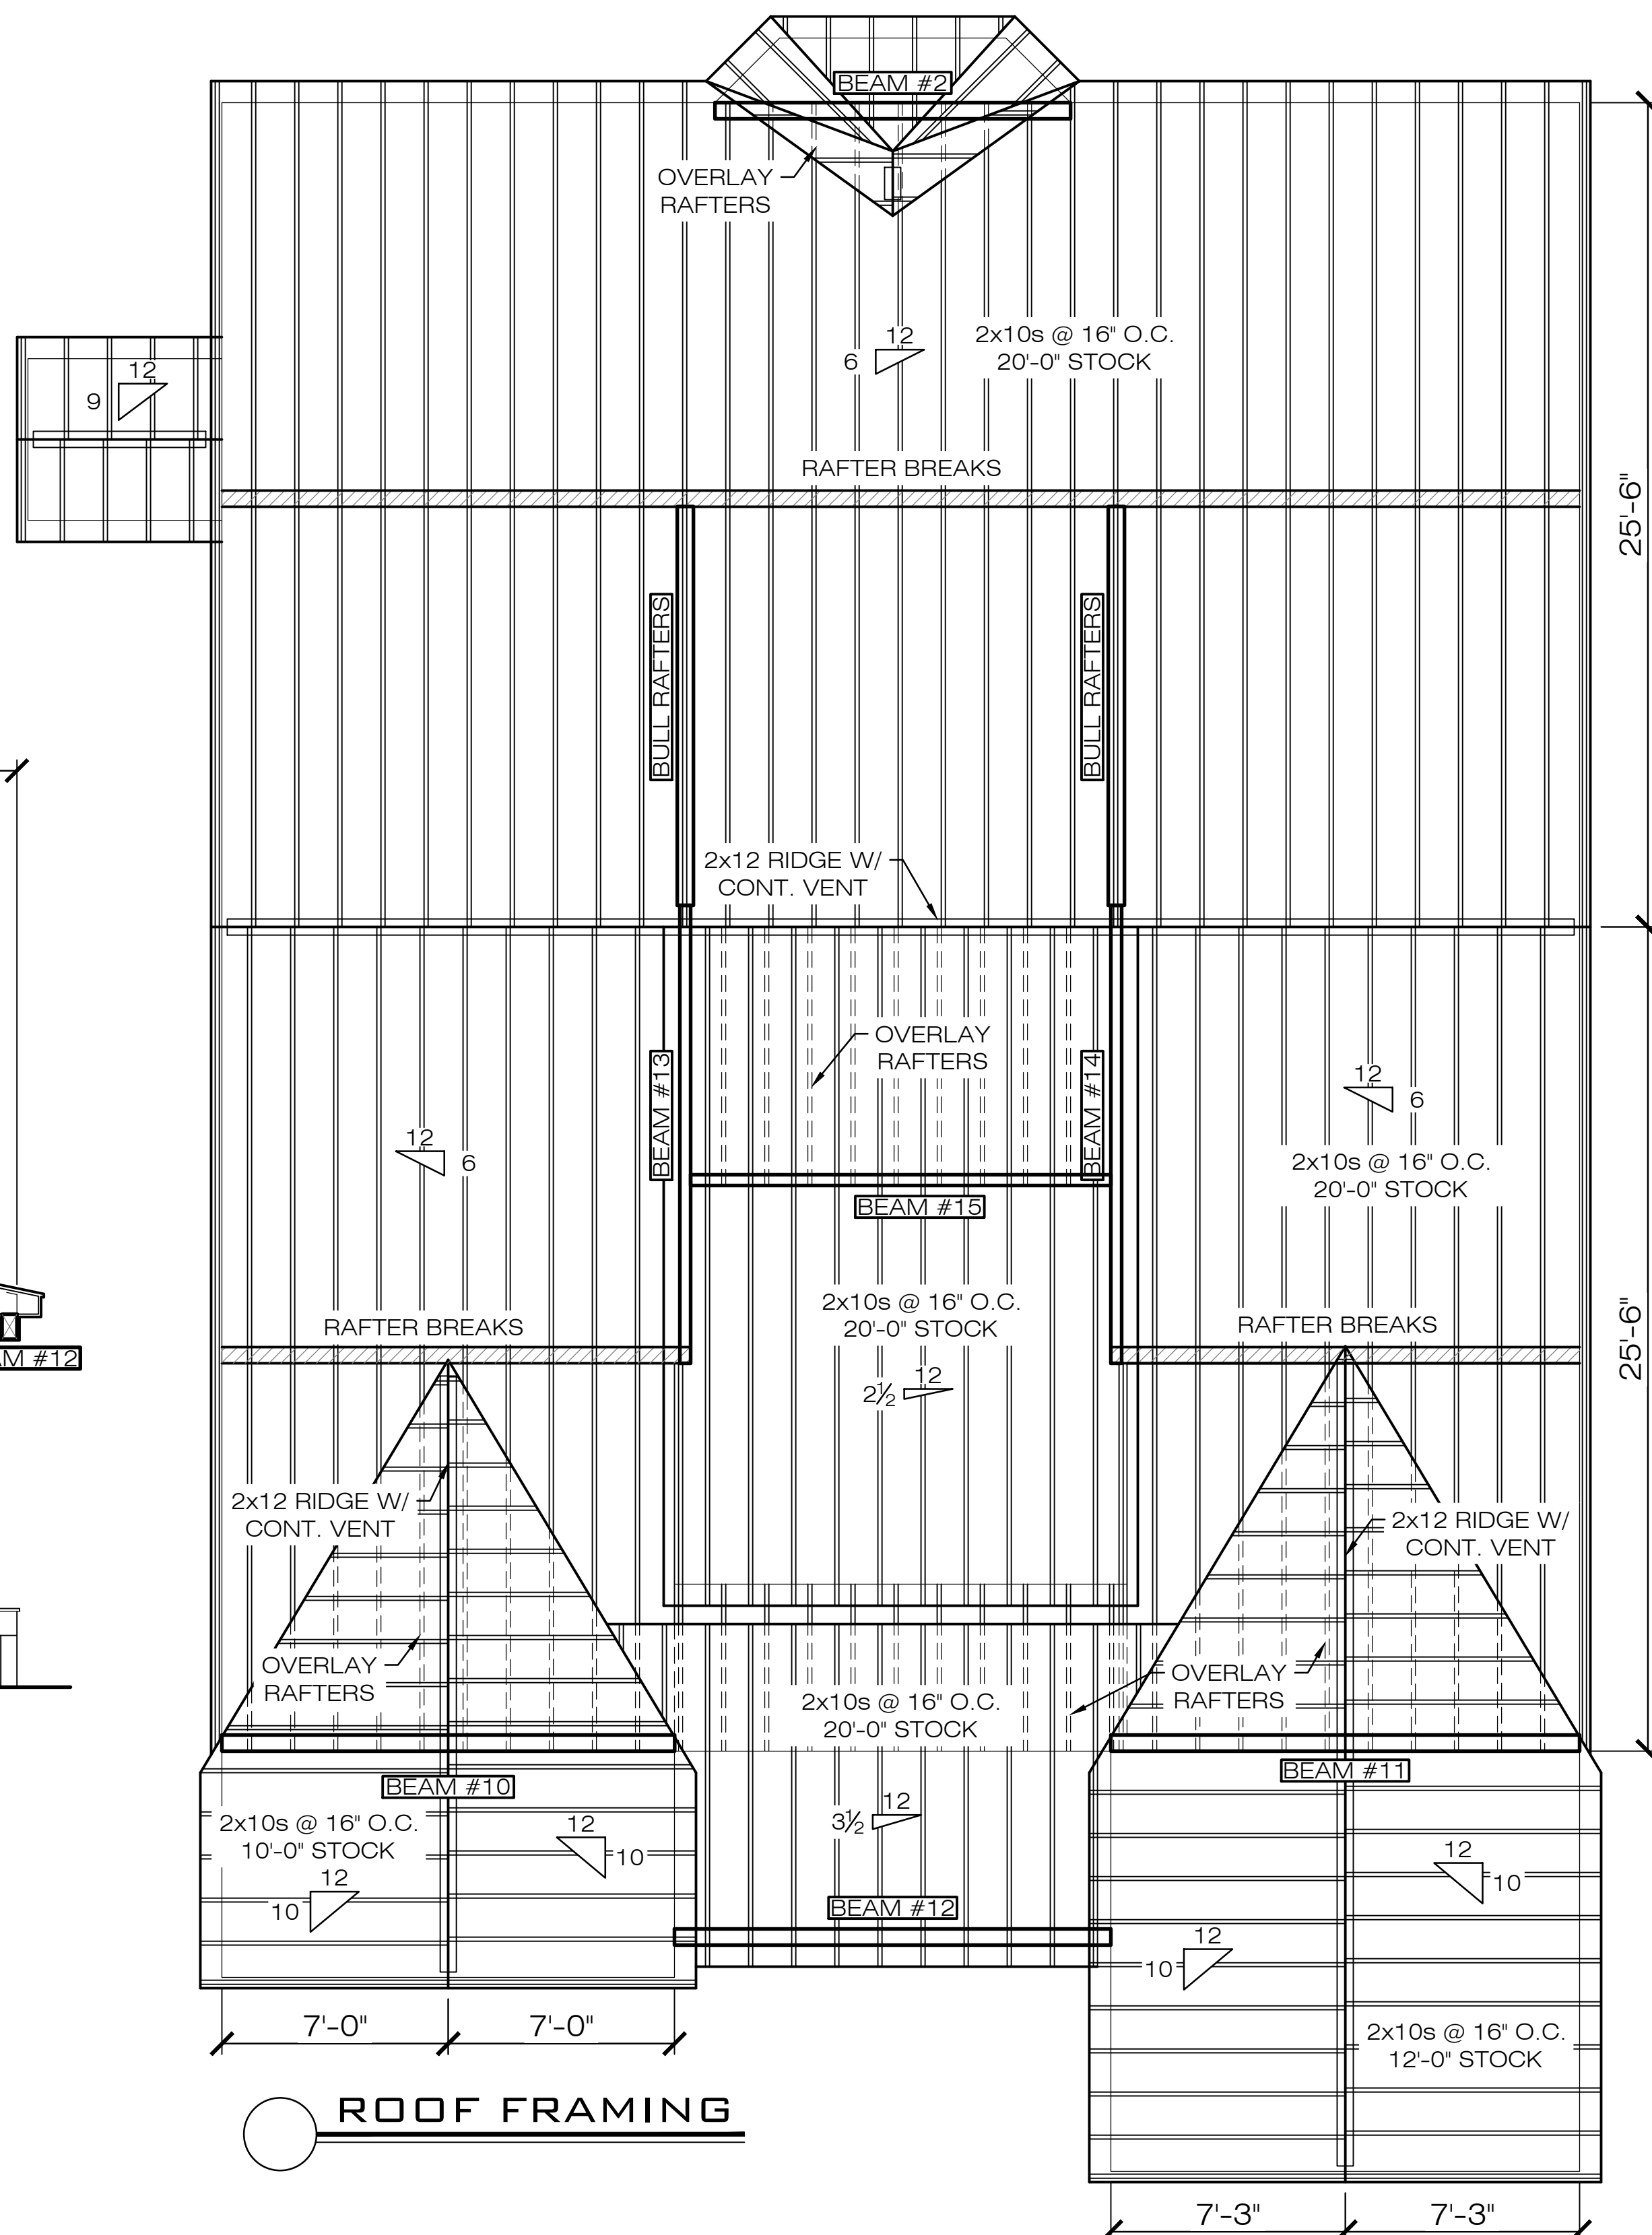 BEAM #2
OVERLAY
RAFTERS
12
6
2x10s @ 16" O.C.
20'-0" STOCK
12
9
RAFTER BREAKS
25'-6"
BULL RAFTERS
BULL RAFTERS
2x12 RIDGE W/
CONT. VENT
OVERLAY
RAFTERS
BEAM #13
BEAM #14
12
6
12
6
2x10s @ 16" O.C.
20'-0" STOCK
BEAM #15
2x10s @ 16" O.C.
20'-0" STOCK
RAFTER BREAKS
RAFTER BREAKS
25'-6"
AM #12
12
2½
2x12 RIDGE W/
CONT. VENT
2x12 RIDGE W/
CONT. VENT
OVERLAY
RAFTERS
OVERLAY
RAFTERS
2x10s @ 16" O.C.
20'-0" STOCK
BEAM #10
BEAM #11
2x10s @ 16" O.C.
10'-0" STOCK
12
10
12
10
12
3½
BEAM #12
12
10
12
10
2x10s @ 16" O.C.
12'-0" STOCK
7'-0"
7'-0"
ROOF FRAMING
7'-3"
7'-3"